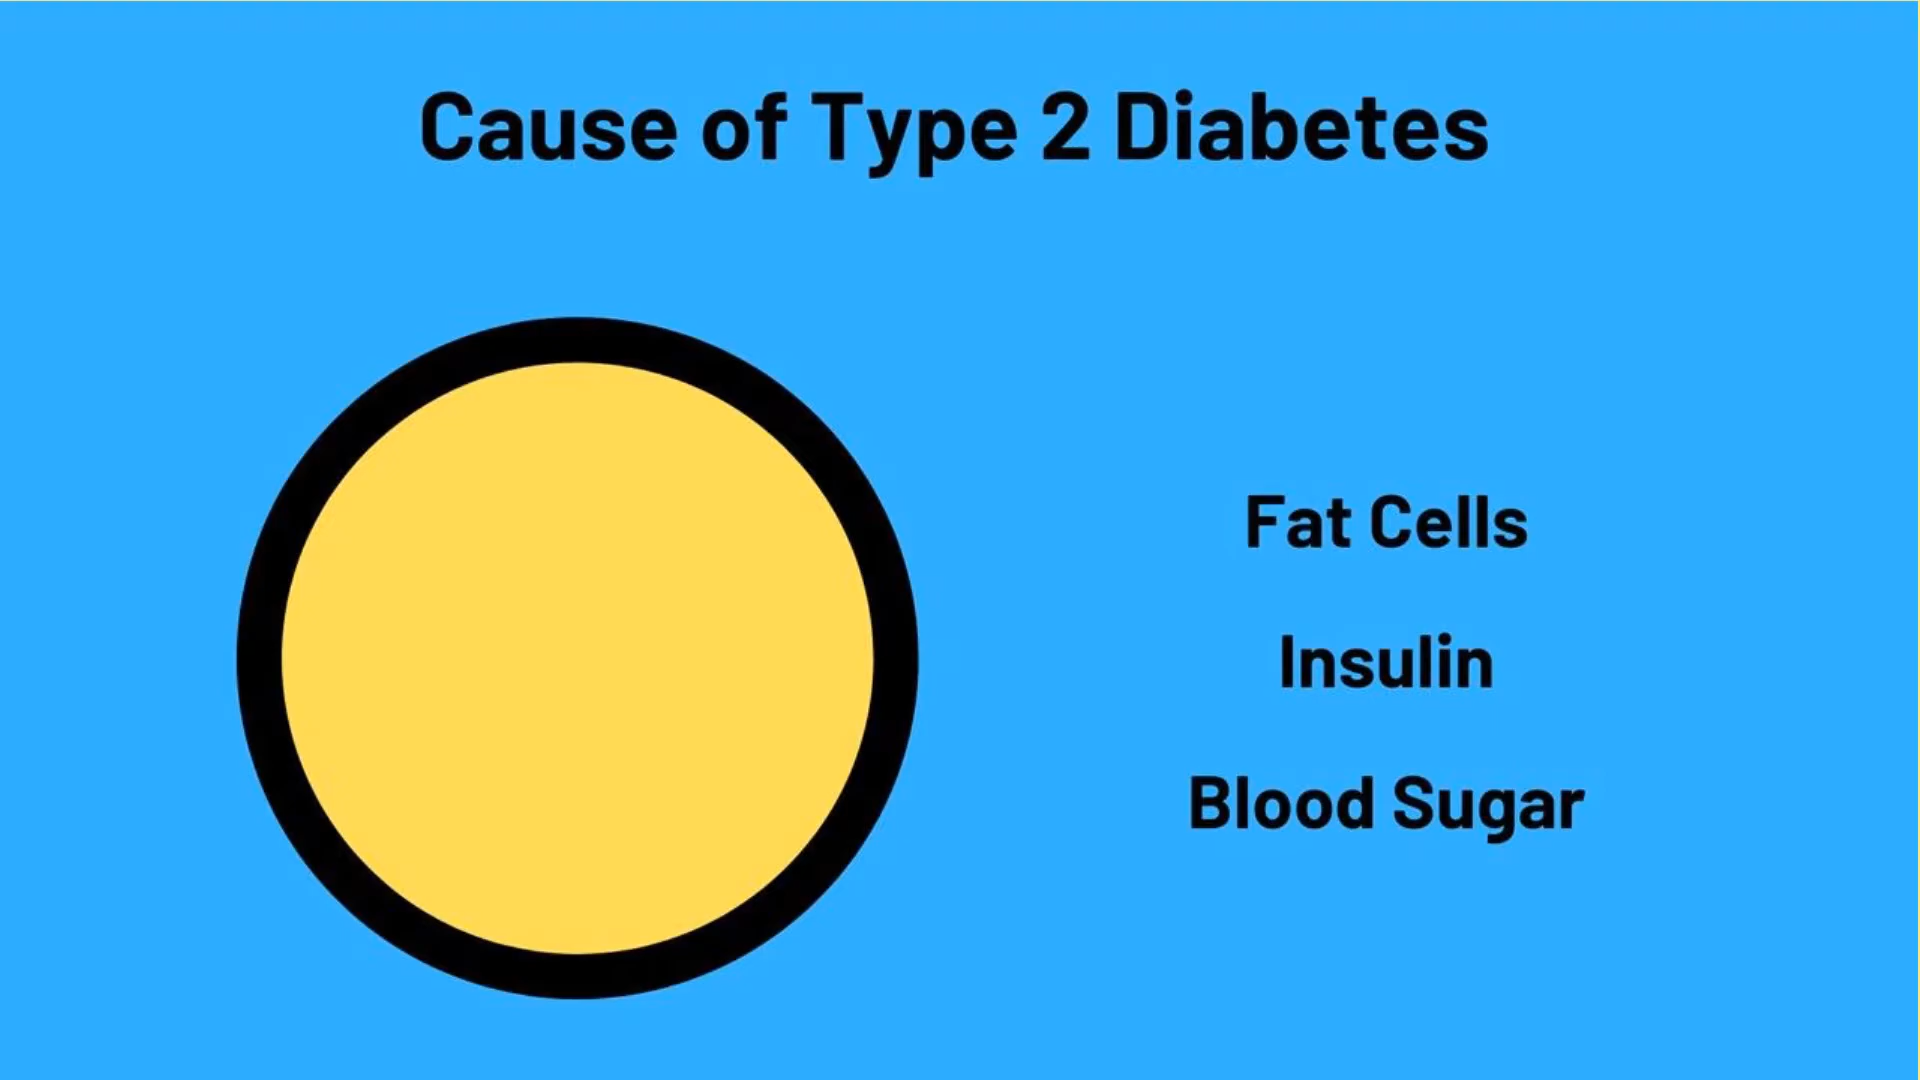 Cause of Type 2 Diabetes
Fat Cells
Insulin
Blood Sugar